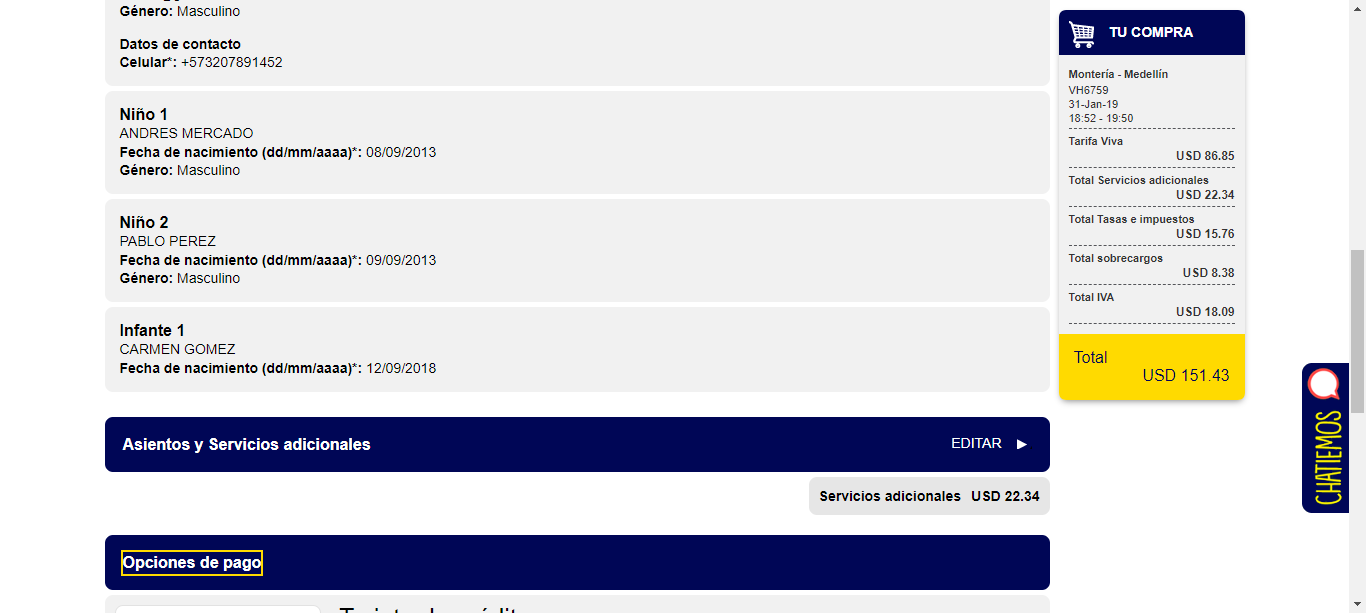 Género: Masculino
Datos de contacto
Celular*: +573207891452
Niño 1
ANDRES MERCADO
Fecha de nacimiento (dd/mm/aaaa)*: 08/09/2013
Género: Masculino
Niño 2
PABLO PEREZ
Fecha de nacimiento (dd/mm/aaaa)*: 09/09/2013
Género: Masculino
Infante 1
CARMEN GOMEZ
Fecha de nacimiento (dd/mm/aaaa)*: 12/09/2018
Asientos y Servicios adicionales
EDITAR ▶
Servicios adicionales USD 22.34
Opciones de pago
TU COMPRA
Montería - Medellín
VH6759
31-Jan-19
18:52 - 19:50
Tarifa Viva
USD 86.85
Total Servicios adicionales
USD 22.34
Total Tasas e impuestos
USD 15.76
Total sobrecargos
USD 8.38
Total IVA
USD 18.09
Total
USD 151.43
CHATIEMOS